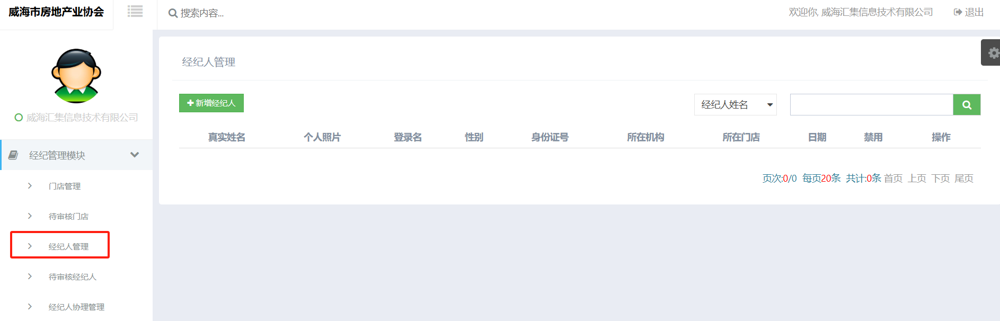 威海市房地产业协会
搜索内容...
欢迎你, 威海汇集信息技术有限公司
退出
威海汇集信息技术有限公司
经纪管理模块
门店管理
待审核门店
经纪人管理
待审核经纪人
经纪人协理管理
经纪人管理
新增经纪人
经纪人姓名
真实姓名 个人照片 登录名 性别 身份证号 所在机构 所在门店 日期 禁用 操作
页次:0/0 每页20条 共计:0条 首页 上页 下页 尾页